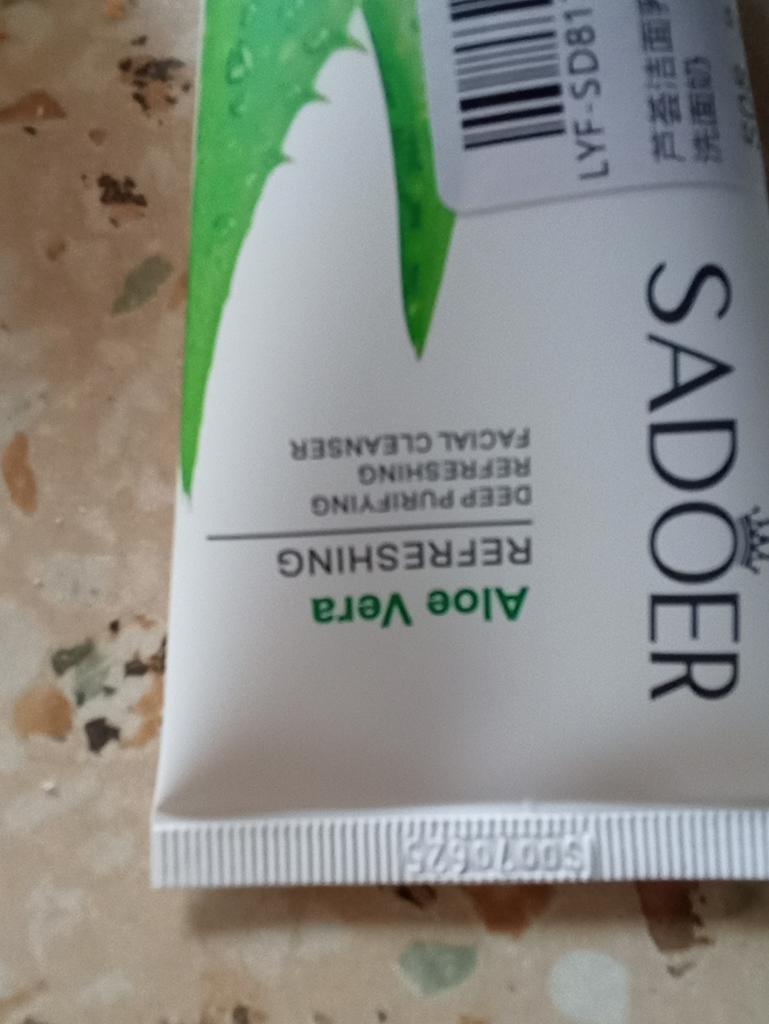 SADOER
Aloe Vera
REFRESHING
DEEP PURIFYING
REFRESHING
FACIAL CLEANSER
LYF-SD81
芦荟洁面乳
洗面奶